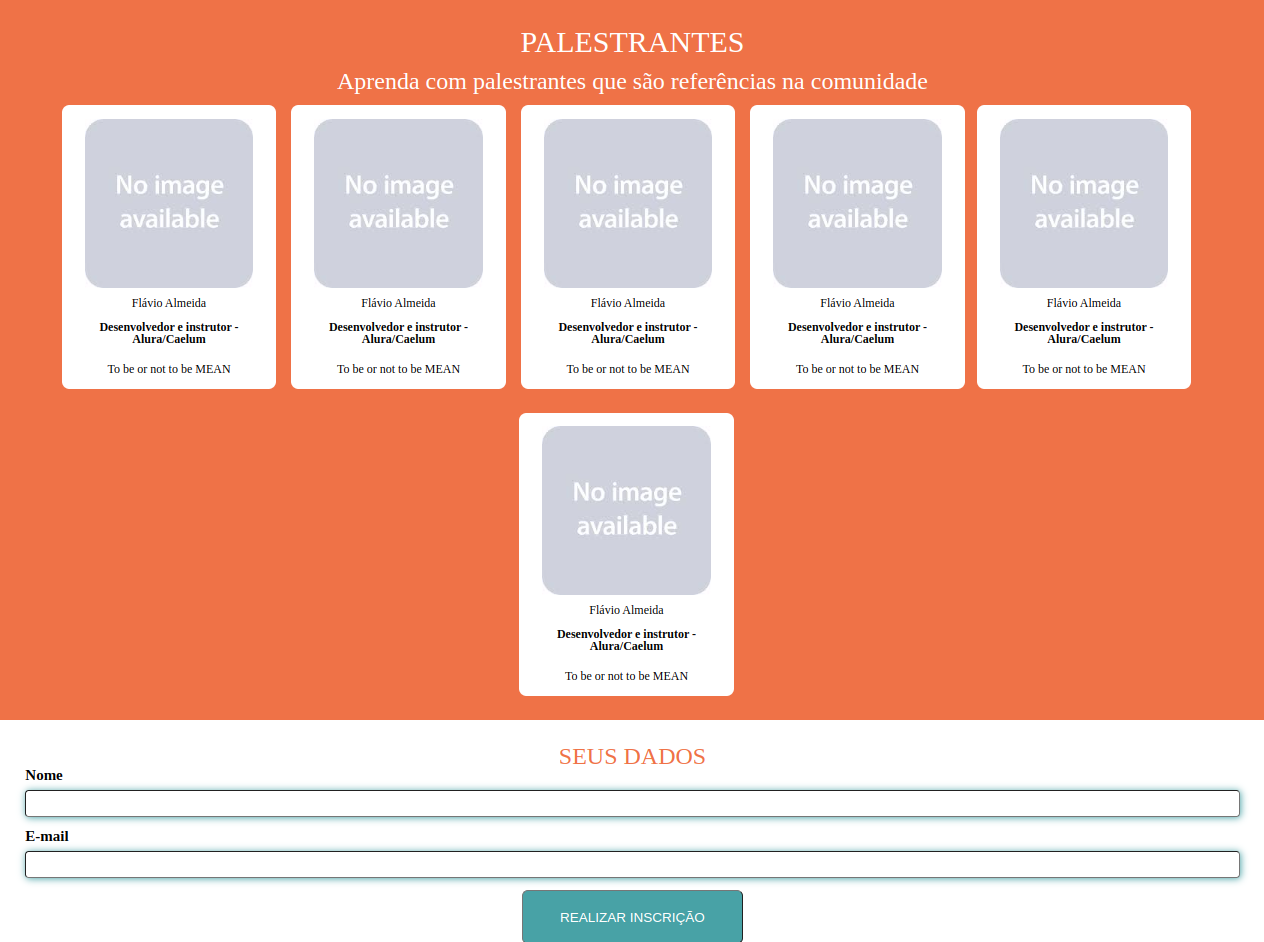 PALESTRANTES
Aprenda com palestrantes que são referências na comunidade
No image
available
Flávio Almeida
Desenvolvedor e instrutor -
Alura/Caelum
To be or not to be MEAN
No image
available
Flávio Almeida
Desenvolvedor e instrutor -
Alura/Caelum
To be or not to be MEAN
No image
available
Flávio Almeida
Desenvolvedor e instrutor -
Alura/Caelum
To be or not to be MEAN
No image
available
Flávio Almeida
Desenvolvedor e instrutor -
Alura/Caelum
To be or not to be MEAN
No image
available
Flávio Almeida
Desenvolvedor e instrutor -
Alura/Caelum
To be or not to be MEAN
No image
available
Flávio Almeida
Desenvolvedor e instrutor -
Alura/Caelum
To be or not to be MEAN
SEUS DADOS
Nome
E-mail
REALIZAR INSCRIÇÃO